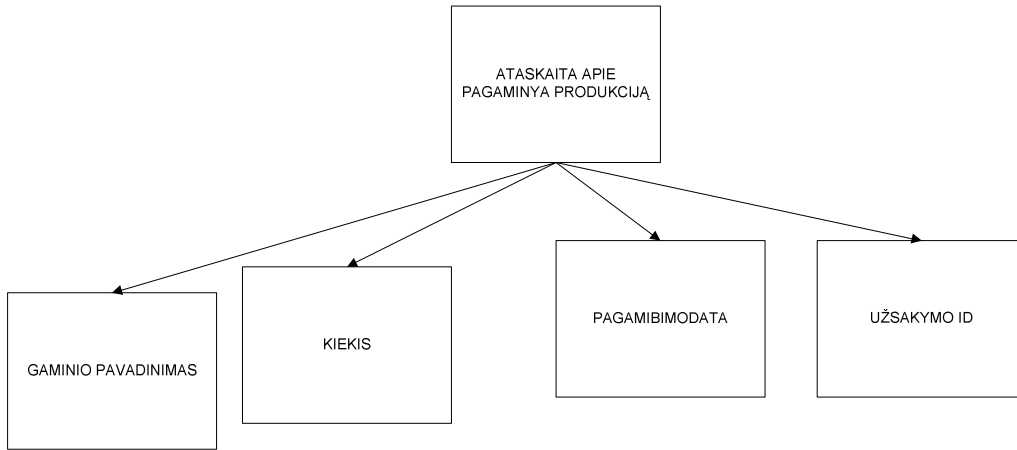 ATASKAITA APIE
PAGAMINYA PRODUKCIJĄ
GAMINIO PAVADINIMAS
KIEKIS
PAGAMIBIMODATA
UŽSAKYMO ID